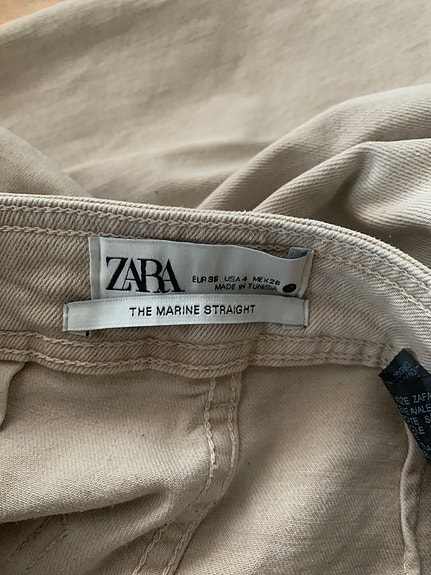 ZARA
EUR 36 USA 4 MEX 26
MADE IN TUNISIA
THE MARINE STRAIGHT